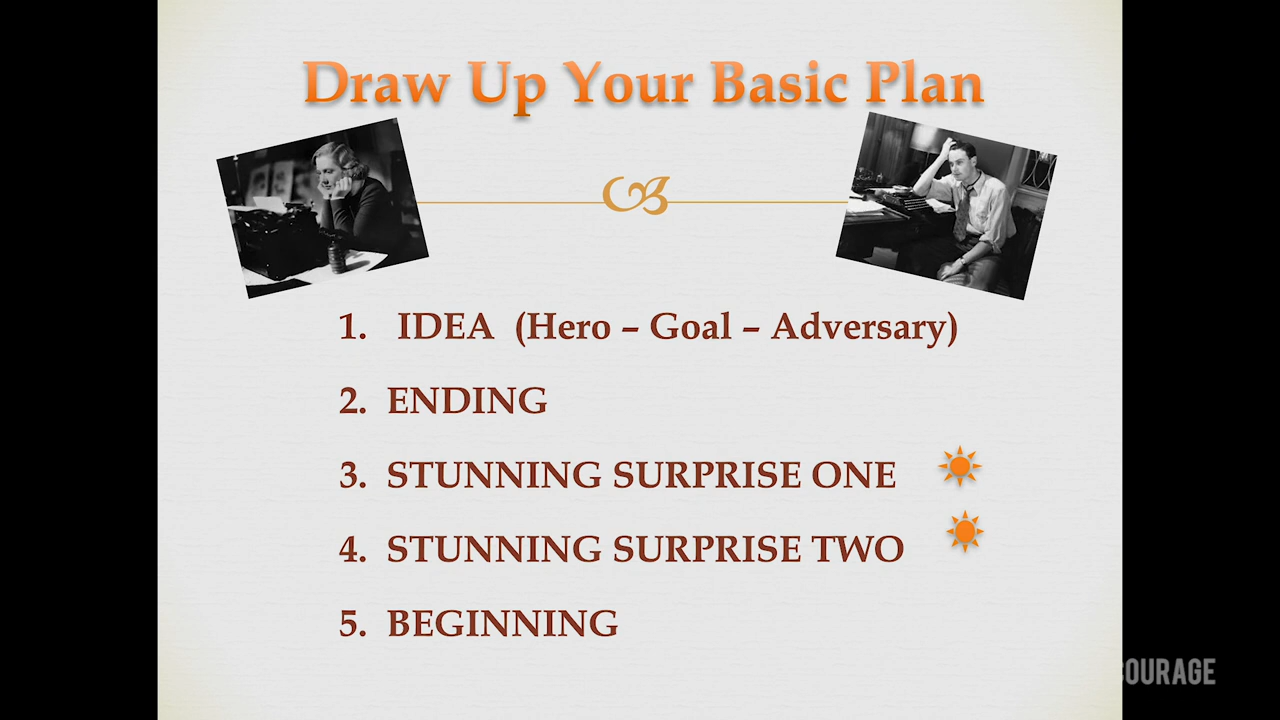 Draw Up Your Basic Plan
1. IDEA (Hero – Goal – Adversary)
2. ENDING
3. STUNNING SURPRISE ONE
4. STUNNING SURPRISE TWO
5. BEGINNING